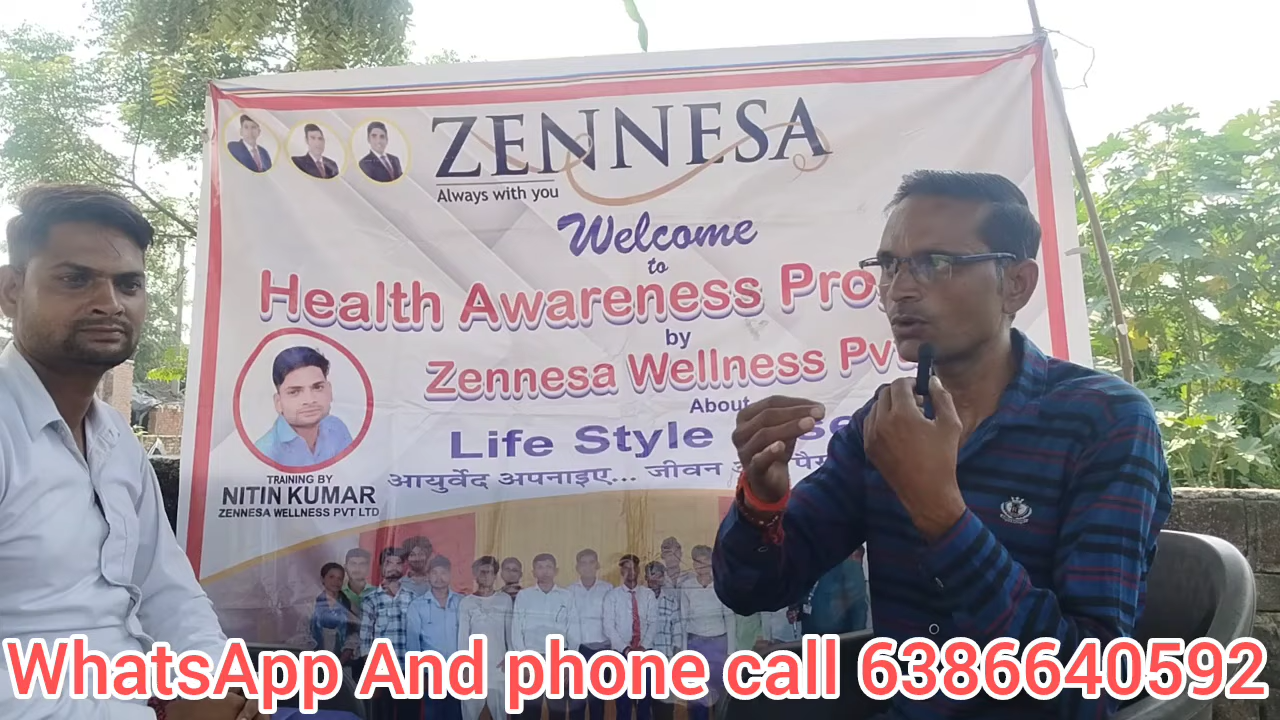 ZENNESA
Always with you
Welcome
to
Health Awareness Pro
by
Zennesa Wellness Pvt
About
Life Style
आयुर्वेद अपनाइए... जीवन
TRAINING BY
NITIN KUMAR
ZENNESA WELLNESS PVT LTD
WhatsApp And phone call 6386640592